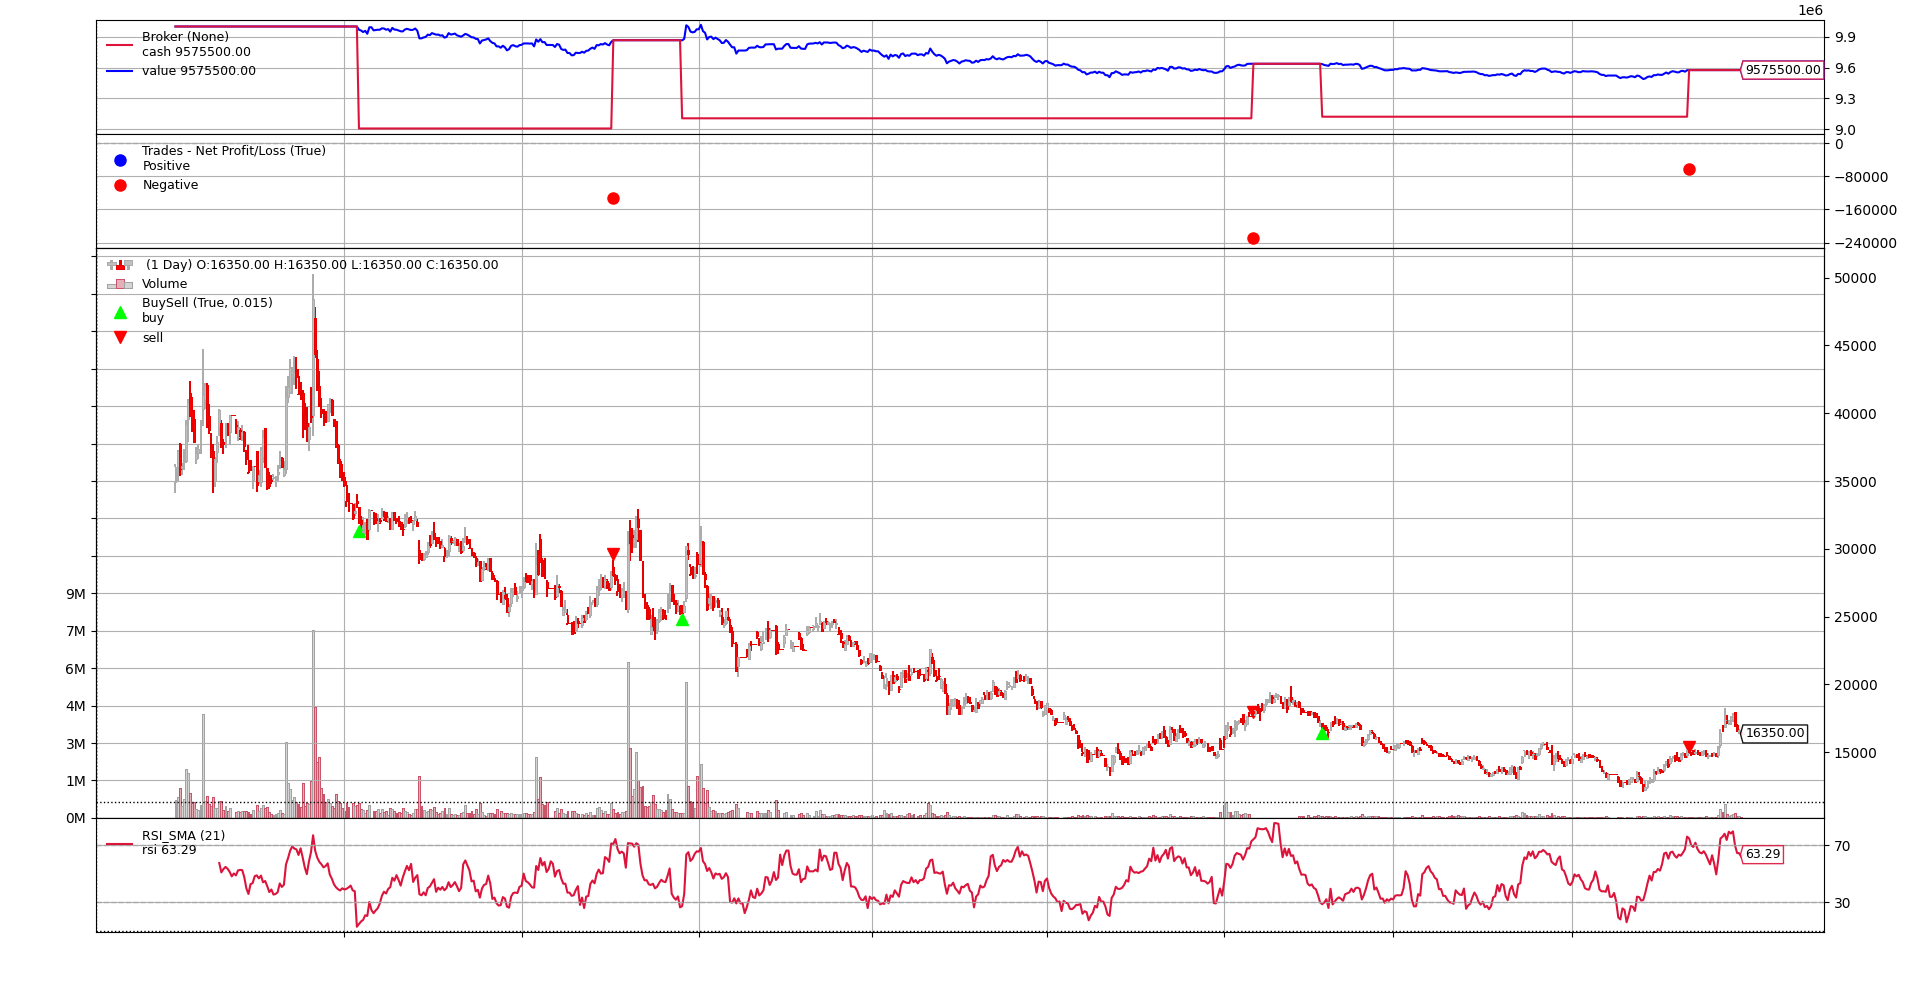 1e6
Broker (None)
cash 9575500.00
value 9575500.00
9.9
9.6
9.3
9.0
9575500.00
Trades - Net Profit/Loss (True)
Positive
Negative
0
−80000
−160000
−240000
(1 Day) O:16350.00 H:16350.00 L:16350.00 C:16350.00
Volume
BuySell (True, 0.015)
buy
sell
50000
45000
40000
35000
30000
25000
20000
15000
16350.00
9M
7M
6M
4M
3M
1M
0M
RSI_SMA (21)
rsi 63.29
70
30
63.29